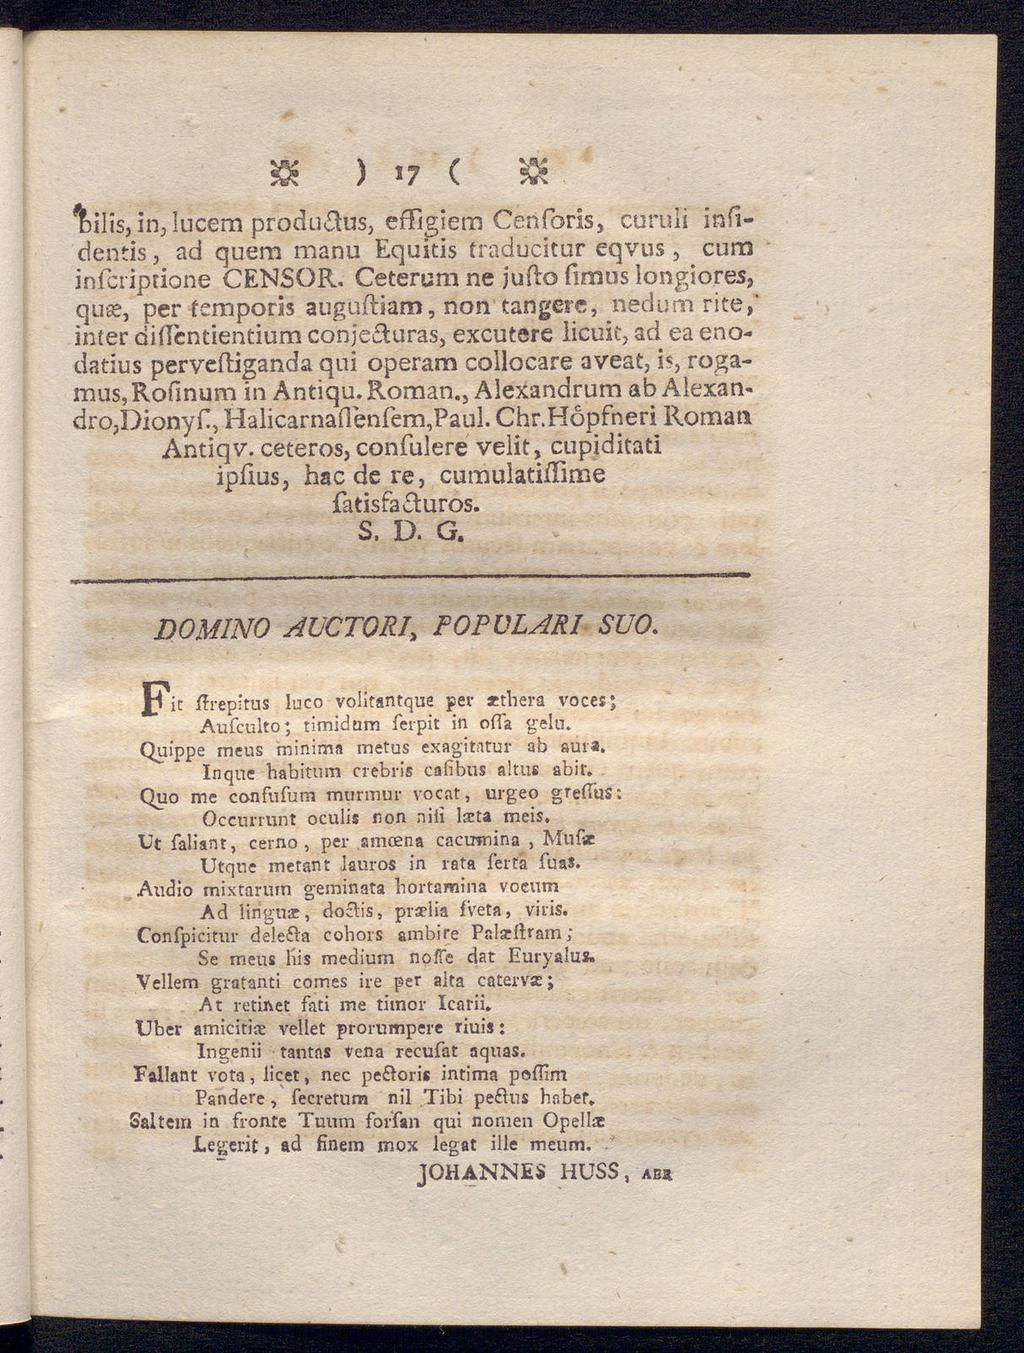 ) 17 (
bilis, in, lucem productus, effigiem Censoris, curuli insi-
dentis, ad quem manu Equitis traducitur eqvus, cum
inscriptione CENSOR. Ceterum ne justo simus longiores,
quæ, per temporis augustiam, non tangere, nedum rite,
inter dissentientium conjecturas, excutere licuit, ad ea eno-
datius pervestiganda qui operam collocare aveat, is, roga-
mus, Rosinum in Antiqu. Roman., Alexandrum ab Alexan-
dro, Dionys., Halicarnassensem, Paul. Chr. Höpfneri Roman
Antiqv. ceteros, consulere velit, cupiditati
ipsius, hac de re, cumulatissime
satisfacturos.
S. D. G.
DOMINO AUCTORI, POPULARI SUO.
Fit strepitus luco volitantque per æthera voces;
Ausculto; timidum serpit in ossa gelu.
Quippe meus minima metus exagitatur ab aura.
Inque habitum crebris casibus altus abit.
Quo me confusum murmur vocat, urgeo gressus:
Occurrunt oculis non nisi læta meis.
Ut saliant, cerno, per amœna cacumina, Musæ
Utque metant lauros in rata serta suas.
Audio mixtarum geminata hortamina vocum
Ad linguæ, doctis, prælia sveta, viris.
Conspicitur delecta cohors ambire Palæstram;
Se meus his medium nosse dat Euryalus.
Vellem gratanti comes ire per alta catervæ;
At retinet fati me timor Icarii.
Uber amicitiæ vellet prorumpere riuis:
Ingenii tantas vena recusat aquas.
Fallant vota, licet, nec pectoris intima possim
Pandere, secretum nil Tibi pectus habet.
Saltem in fronte Tuum forsan qui nomen Opellæ
Legerit, ad finem mox legat ille meum.
JOHANNES HUSS, ABR